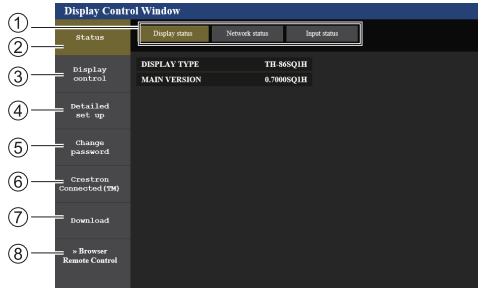 Display Control Window
①
②
③
④
⑤
⑥
⑦
⑧
Status
Display status
Network status
Input status
DISPLAY TYPE TH-86SQ1H
MAIN VERSION 0.7000SQ1H
Display
control
Detailed
set up
Change
password
Crestron
Connected(TM)
Download
» Browser
Remote Control